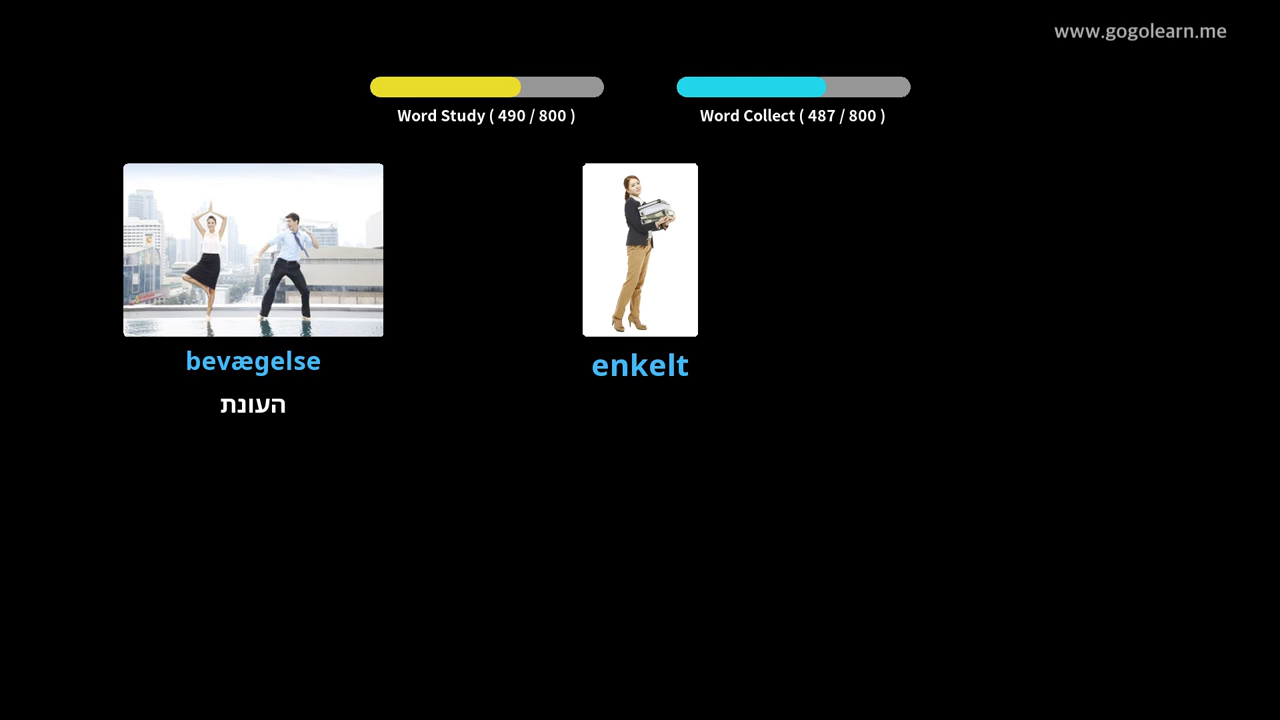 www.gogolearn.me
Word Study ( 490 / 800 )
Word Collect ( 487 / 800 )
bevægelse
העונת
enkelt